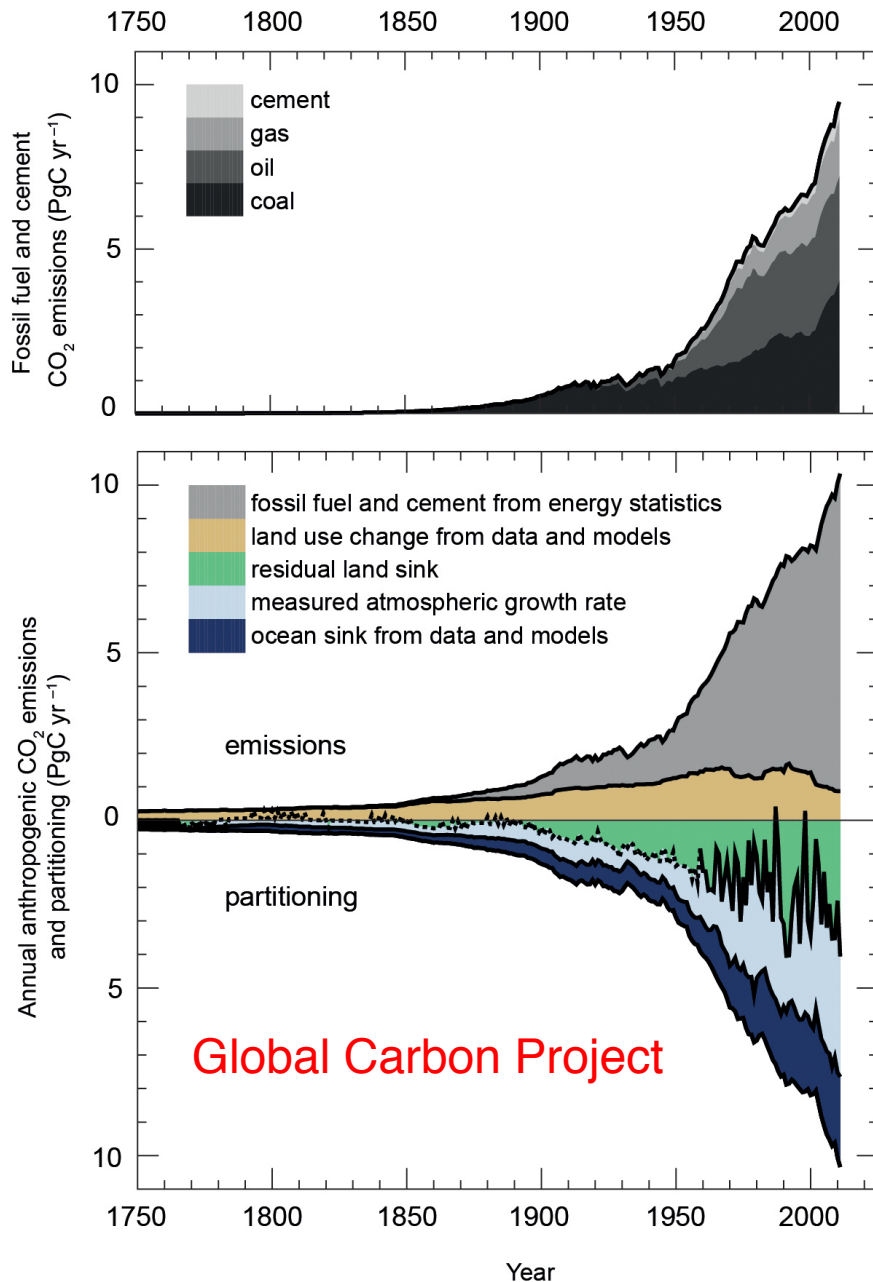 1750 1800 1850 1900 1950 2000
10
5
0
Fossil fuel and cement
CO₂ emissions (PgC yr⁻¹)
cement
gas
oil
coal
10
5
0
5
10
Annual anthropogenic CO₂ emissions
and partitioning (PgC yr⁻¹)
fossil fuel and cement from energy statistics
land use change from data and models
residual land sink
measured atmospheric growth rate
ocean sink from data and models
emissions
partitioning
Global Carbon Project
1750 1800 1850 1900 1950 2000
Year